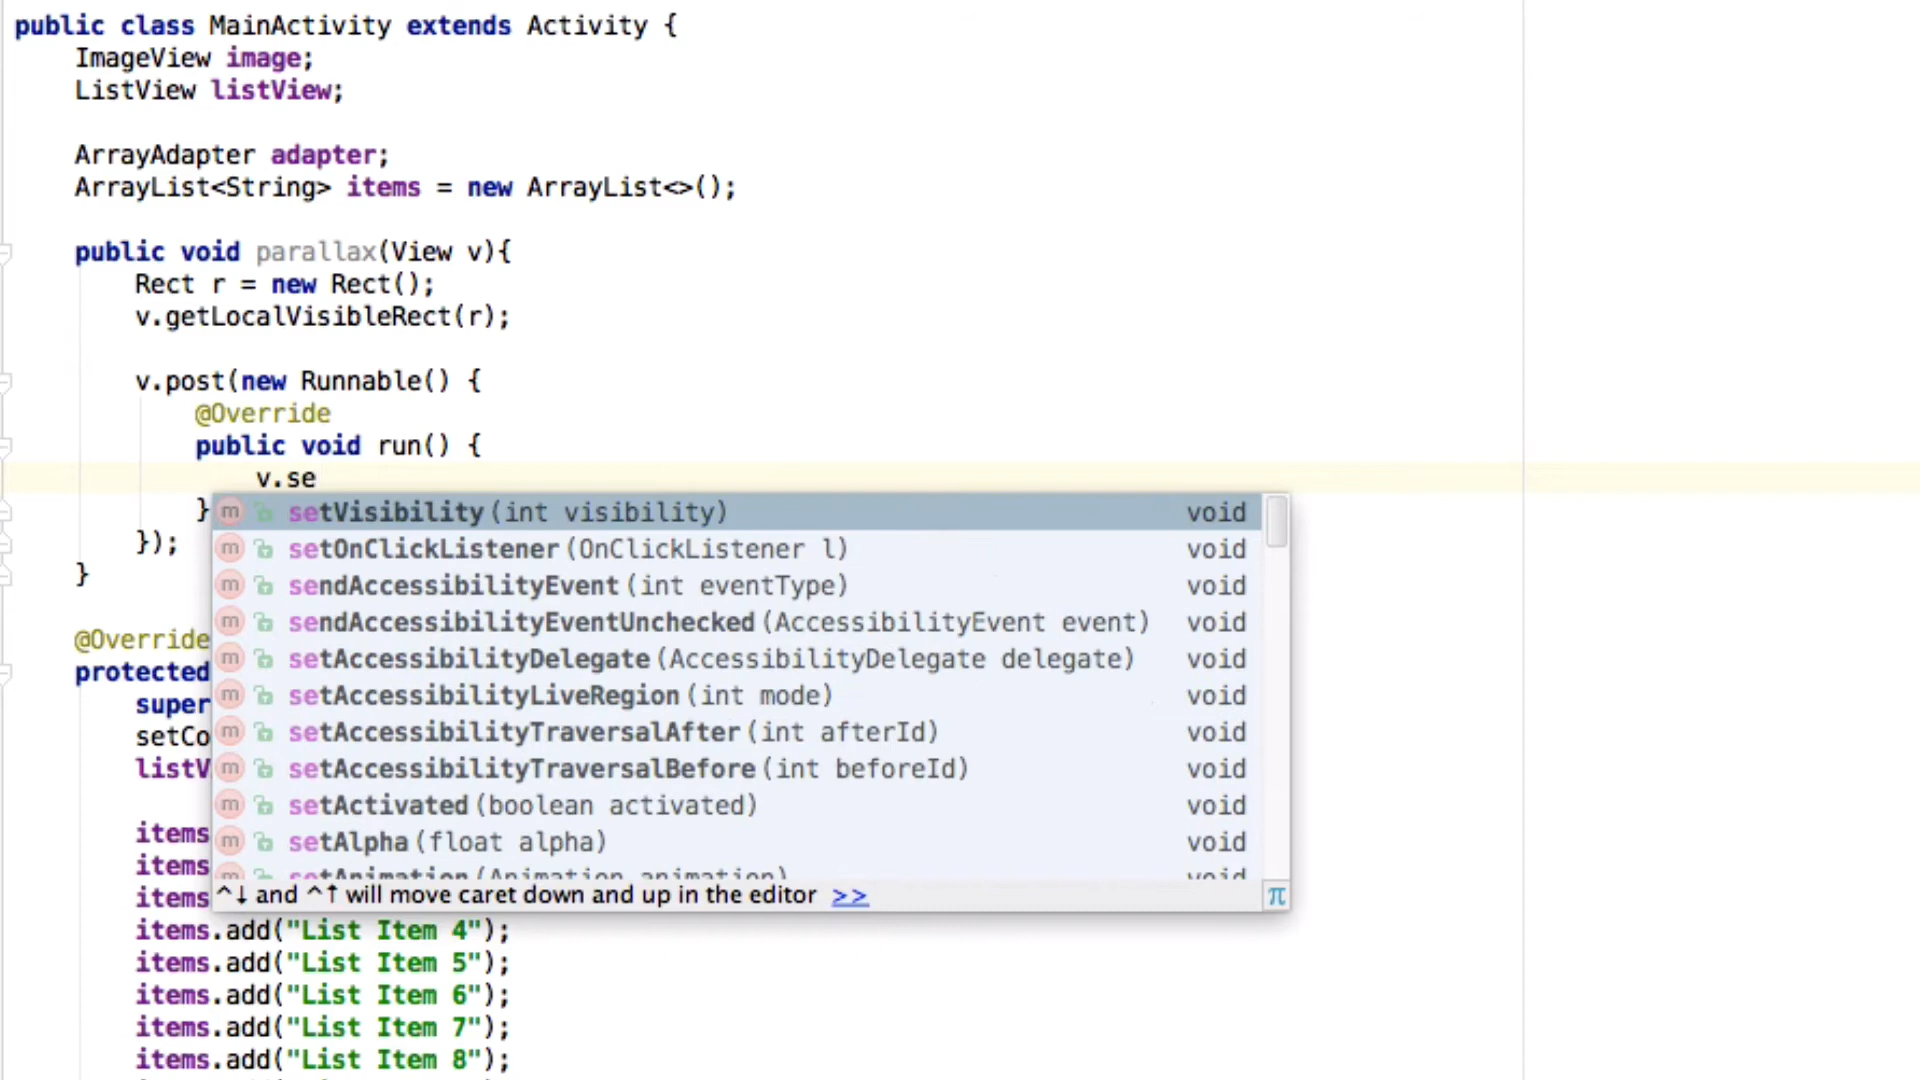 public class MainActivity extends Activity {
ImageView image;
ListView listView;
ArrayAdapter adapter;
ArrayList<String> items = new ArrayList<>();
public void parallax(View v){
Rect r = new Rect();
v.getLocalVisibleRect(r);
v.post(new Runnable() {
@Override
public void run() {
v.se
}
m setVisibility(int visibility) void
m setOnClickListener(OnClickListener l) void
});
m sendAccessibilityEvent(int eventType) void
}
m sendAccessibilityEventUnchecked(AccessibilityEvent event) void
@Override
m setAccessibilityDelegate(AccessibilityDelegate delegate) void
protected
m setAccessibilityLiveRegion(int mode) void
super
m setAccessibilityTraversalAfter(int afterId) void
setCo
m setAccessibilityTraversalBefore(int beforeId) void
listV
m setActivated(boolean activated) void
items
m setAlpha(float alpha) void
items
m setAnimation(Animation animation) void
items
^↓ and ^↑ will move caret down and up in the editor >> π
items.add("List Item 4");
items.add("List Item 5");
items.add("List Item 6");
items.add("List Item 7");
items.add("List Item 8");